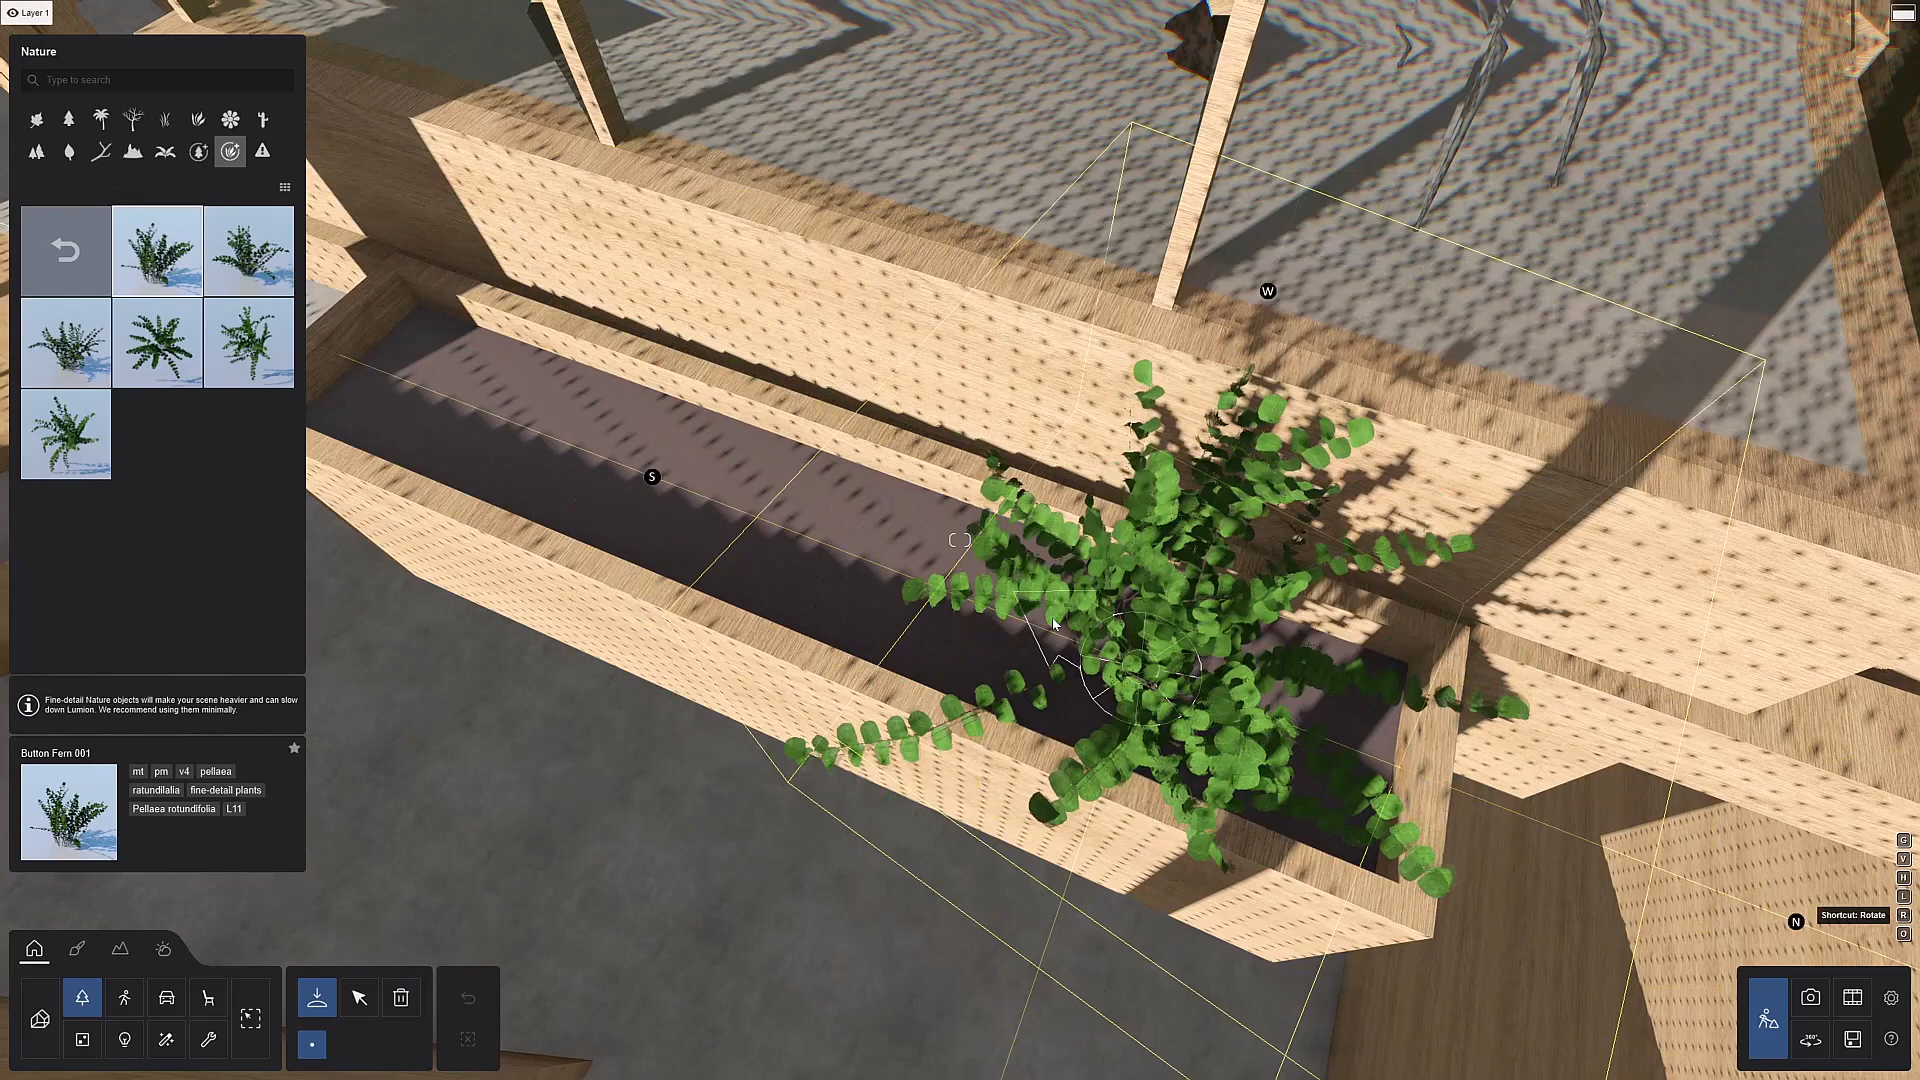 Layer 1
Nature
Type to search
W
S
Fine-detail Nature objects will make your scene heavier and can slow
down Lumion. We recommend using them minimally.
Button Fern 001
mt pm v4 pellaea
ratundilalia fine-detail plants
Pellaea rotundifolia L11
G
V
H
L
R
O
Shortcut: Rotate
N
360°
?